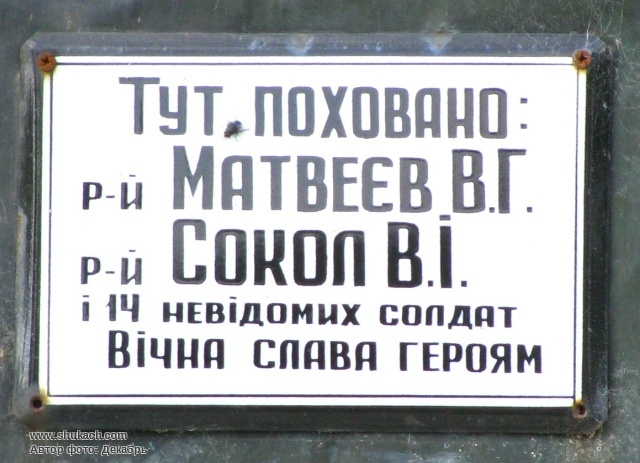 Тут поховано:
р-й Матвеєв В.Г.
р-й Сокол В.І.
і 14 невідомих солдат
Вічна слава героям
www.shukach.com
Автор фото: Декабрь